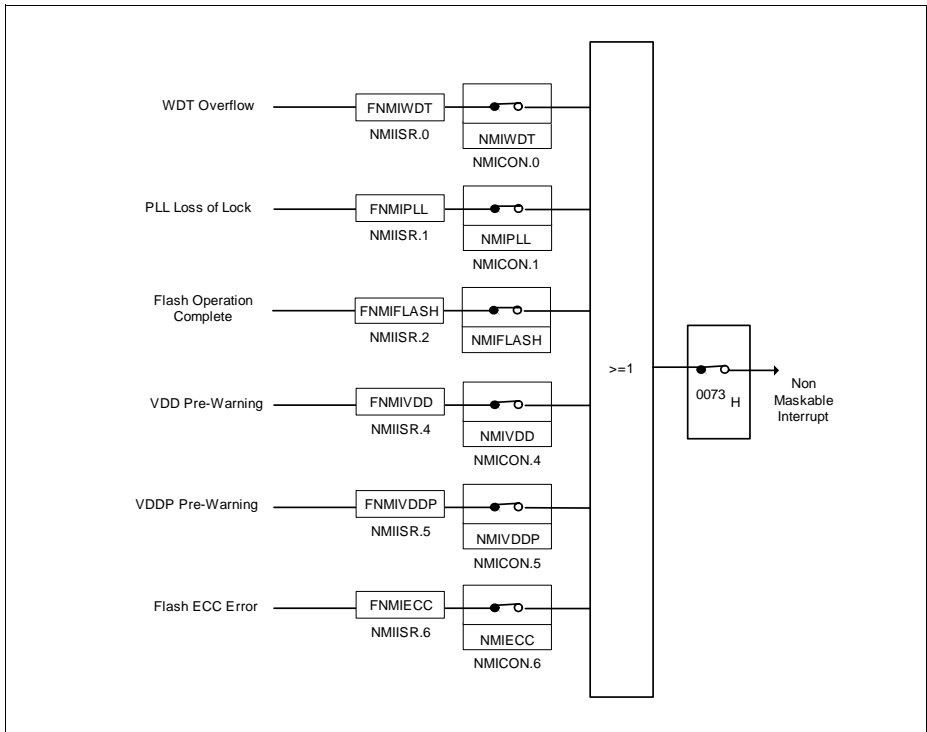 WDT Overflow
FNMIWDT
NMIISR.0
NMIWDT
NMICON.0
PLL Loss of Lock
FNMIPLL
NMIISR.1
NMIPLL
NMICON.1
Flash Operation
Complete
FNMIFLASH
NMIISR.2
NMIFLASH
>=1
0073 H
Non
Maskable
Interrupt
VDD Pre-Warning
FNMIVDD
NMIISR.4
NMIVDD
NMICON.4
VDDP Pre-Warning
FNMIVDDP
NMIISR.5
NMIVDDP
NMICON.5
Flash ECC Error
FNMIECC
NMIISR.6
NMIECC
NMICON.6